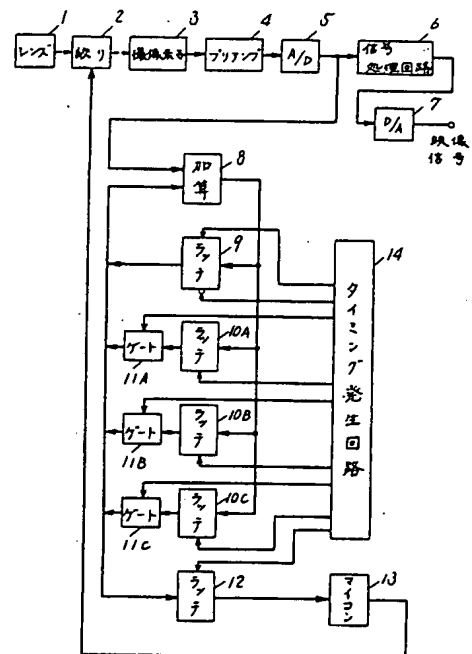 1
2
3
4
5
6
レンズ
絞り
撮像素子
プリアンプ
A/D
信号
処理回路
7
D/A
映像
信号
8
加算
9
ラッチ
14
タイミング発生回路
10A
ラッチ
ゲート
11A
10B
ラッチ
ゲート
11B
10C
ラッチ
ゲート
11C
12
ラッチ
13
マイコン